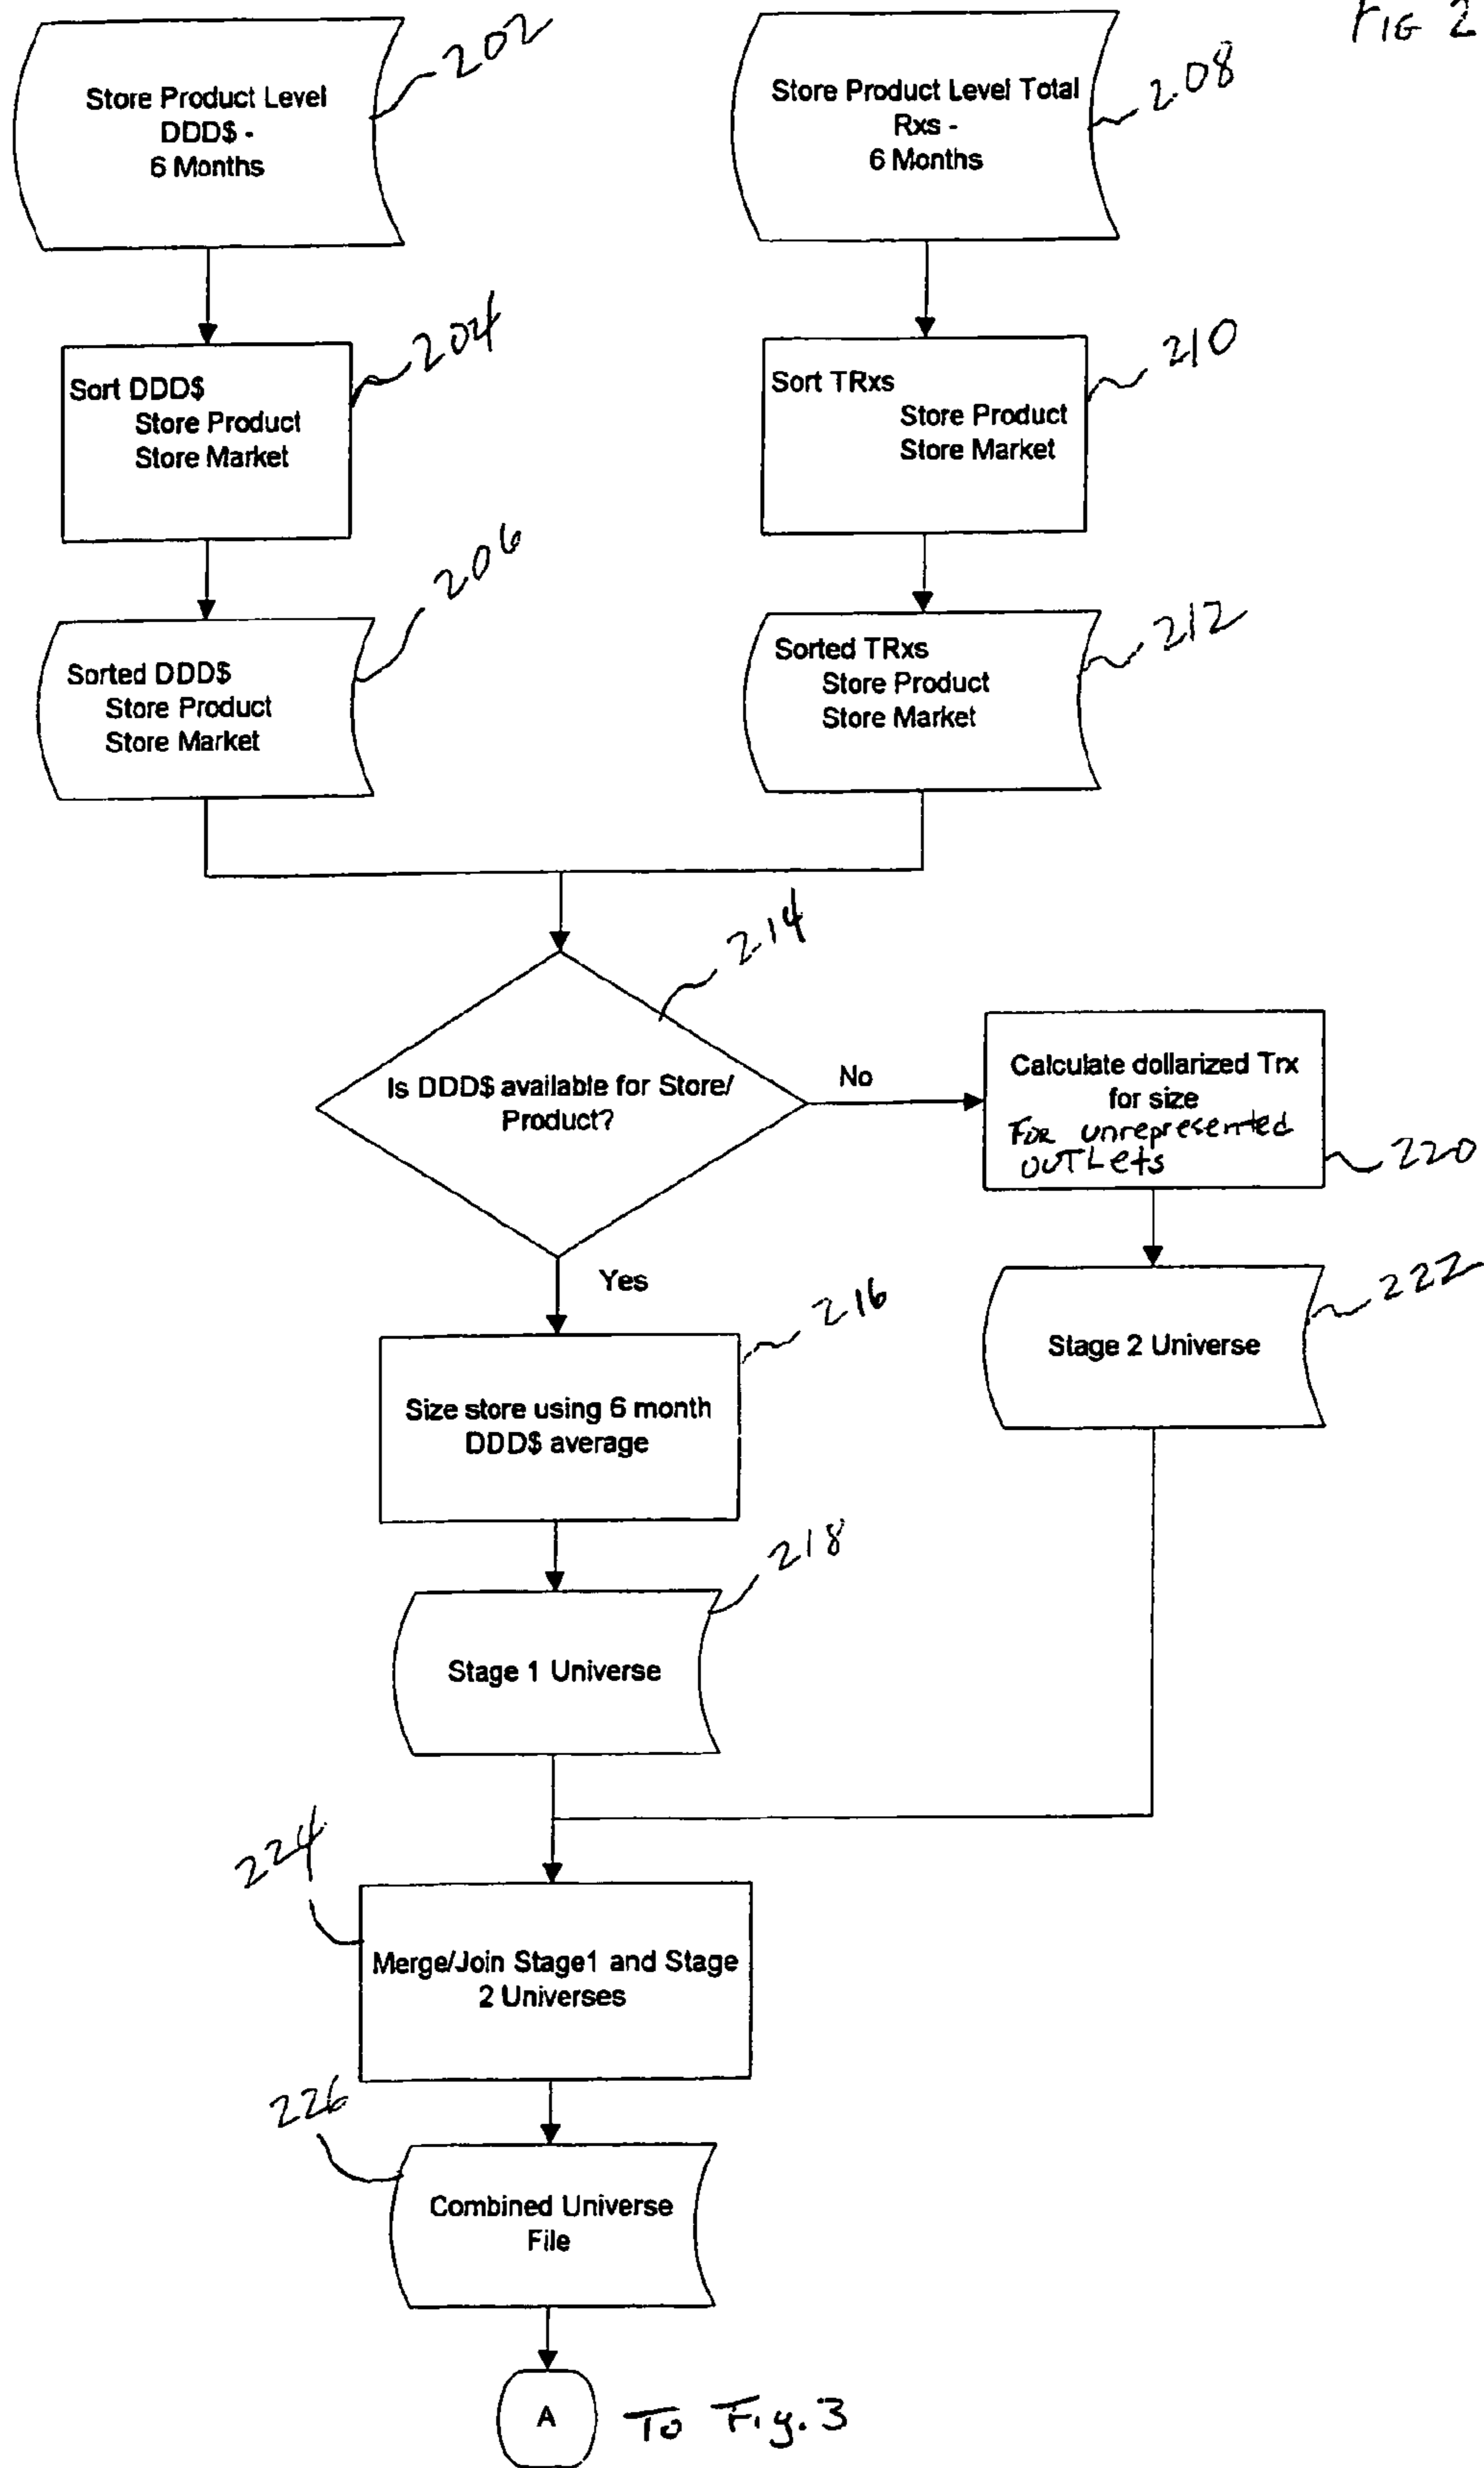 FIG 2
Store Product Level
DDD$ -
6 Months
202
Store Product Level Total
Rxs -
6 Months
208
Sort DDD$
Store Product
Store Market
204
Sort TRxs
Store Product
Store Market
210
Sorted DDD$
Store Product
Store Market
206
Sorted TRxs
Store Product
Store Market
212
214
Is DDD$ available for Store/
Product?
No
Calculate dollarized Trx
for size
For unrepresented
OUTLets
220
Yes
Size store using 6 month
DDD$ average
216
Stage 2 Universe
222
Stage 1 Universe
218
224
Merge/Join Stage1 and Stage
2 Universes
226
Combined Universe
File
A
To Fig. 3